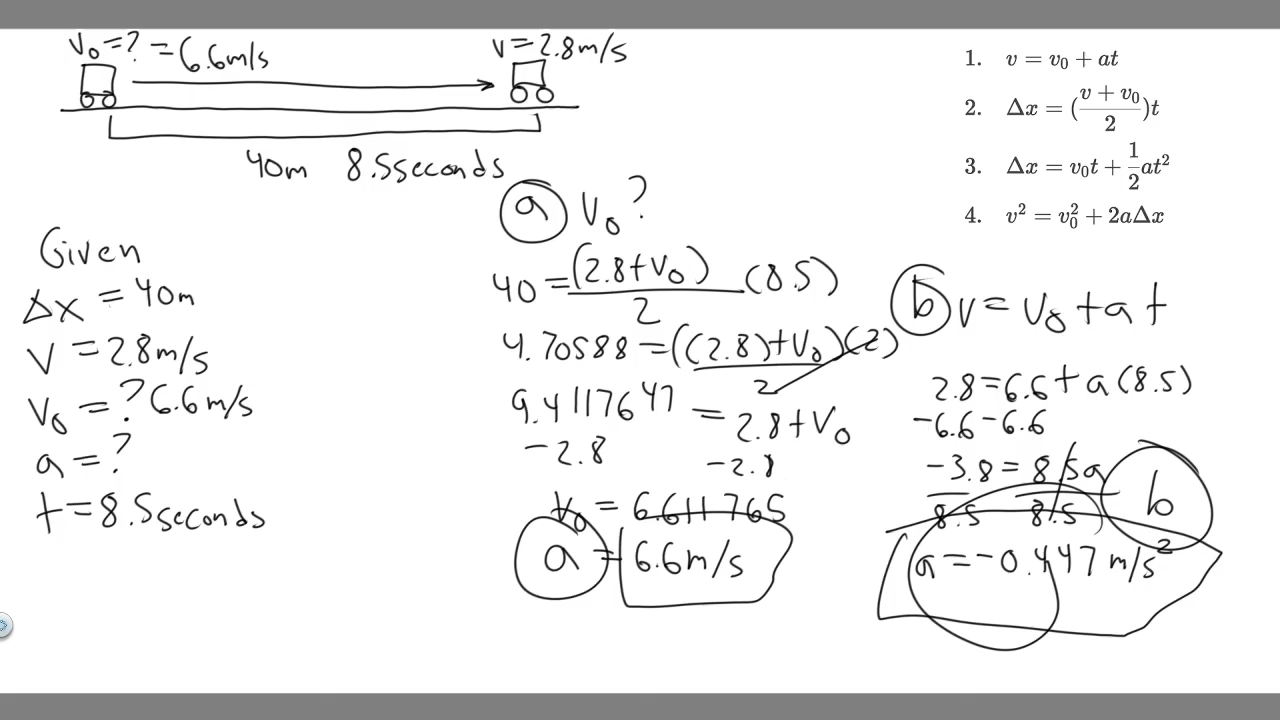 v₀ = ? = 6.6m/s
v = 2.8m/s
40m 8.5seconds
Given
Δx = 40m
V = 2.8m/s
V₀ = ? 6.6m/s
a = ?
t = 8.5seconds
a V₀?
40 = (2.8+V₀)/2 (8.5)
4.70588 = ((2.8)+V₀)(2)/2
9.4117647 = 2.8+V₀
-2.8 -2.8
V₀ = 6.611765
a = 6.6m/s
1. v = v₀ + at
2. Δx = (v + v₀/2)t
3. Δx = v₀t + 1/2 at²
4. v² = v₀² + 2aΔx
b V = V₀ + at
2.8 = 6.6 + a(8.5)
-6.6 -6.6
-3.8/8.5 = 8.5a/8.5
b
a = -0.447 m/s²